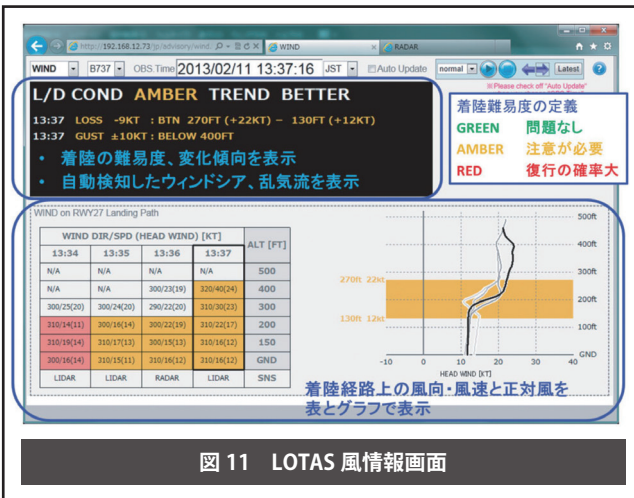 http://192.168.12.73/jp/advisory/wind.
WIND
RADAR
WIND B737 OBS.Time 2013/02/11 13:37:16 JST Auto Update normal Latest
※Please check off "Auto Update"
L/D COND AMBER TREND BETTER
13:37 LOSS -9KT : BTN 270FT (+22KT) – 130FT (+12KT)
13:37 GUST ±10KT : BELOW 400FT
• 着陸の難易度、変化傾向を表示
• 自動検知したウィンドシア、乱気流を表示
着陸難易度の定義
GREEN 問題なし
AMBER 注意が必要
RED 復行の確率大
WIND on RWY27 Landing Path
WIND DIR/SPD (HEAD WIND) [KT] ALT [FT]
13:34 13:35 13:36 13:37
N/A N/A N/A N/A 500
N/A N/A 300/23(19) 320/40(24) 400
300/25(20) 300/24(20) 290/22(20) 310/30(23) 300
310/14(11) 300/16(14) 300/22(19) 310/22(17) 200
310/19(14) 310/17(13) 300/15(13) 310/16(12) 150
200/16(14) 310/15(11) 310/16(12) 310/16(12) GND
LIDAR LIDAR RADAR LIDAR SNS
500ft
400ft
300ft
270ft 22kt
200ft
130ft 12kt
100ft
GND
-10 0 10 20 30 40
HEAD WIND [KT]
着陸経路上の風向・風速と正対風を
表とグラフで表示
図 11 LOTAS 風情報画面